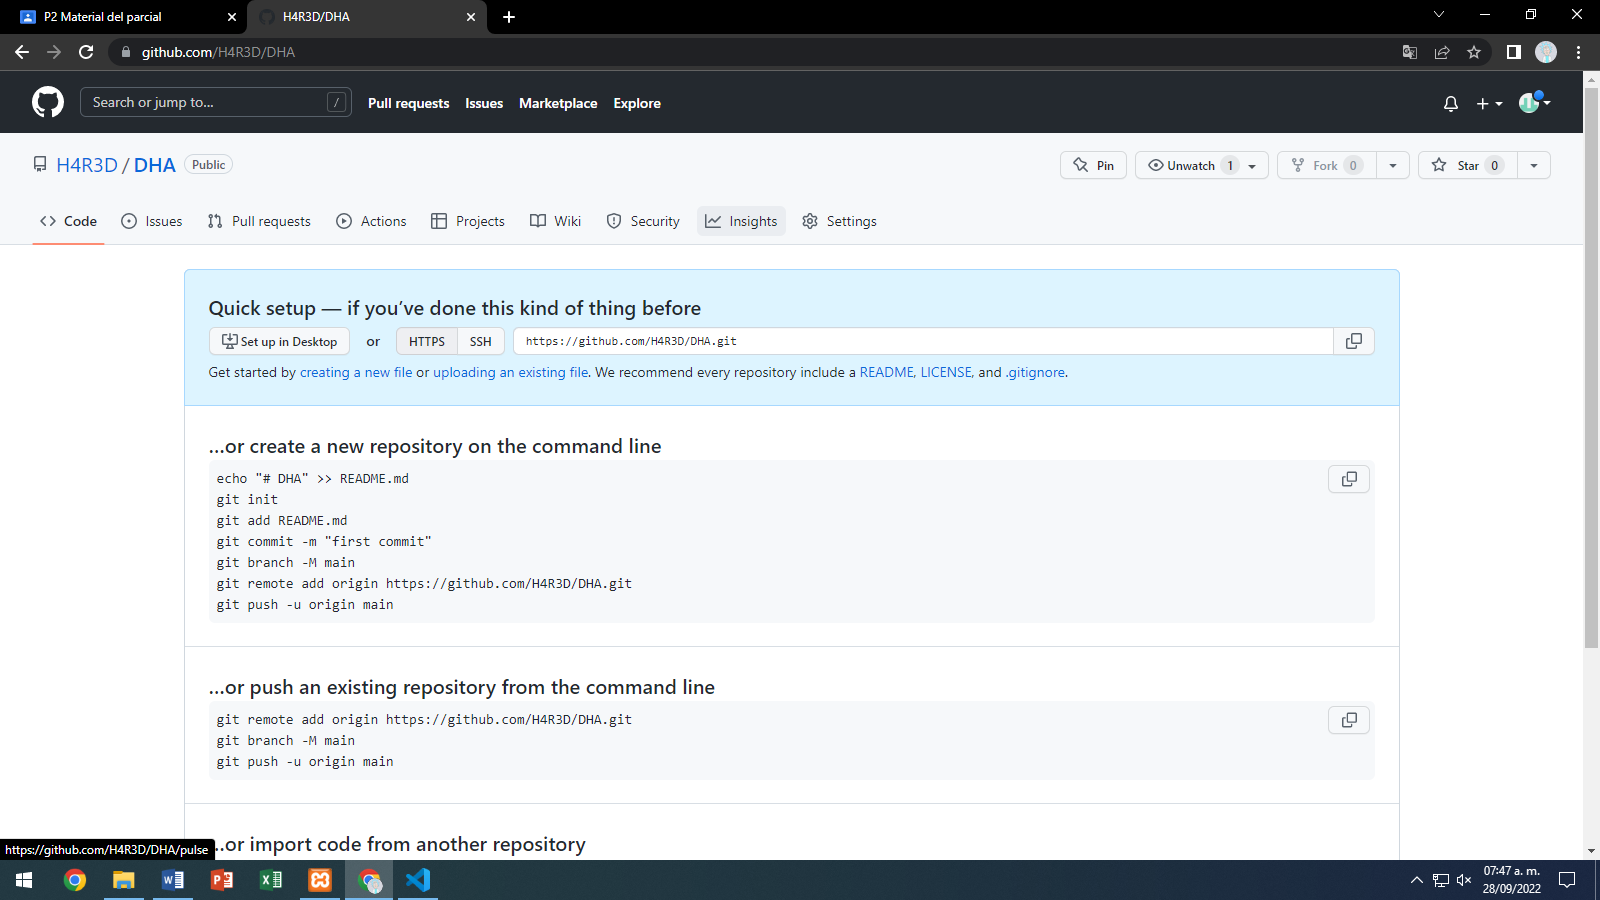 P2 Material del parcial
H4R3D/DHA
github.com/H4R3D/DHA
Search or jump to...
/
Pull requests
Issues
Marketplace
Explore
H4R3D / DHA
Public
Pin
Unwatch 1
Fork 0
Star 0
Code
Issues
Pull requests
Actions
Projects
Wiki
Security
Insights
Settings
Quick setup — if you’ve done this kind of thing before
Set up in Desktop
or
HTTPS
SSH
https://github.com/H4R3D/DHA.git
Get started by creating a new file or uploading an existing file. We recommend every repository include a README, LICENSE, and .gitignore.
…or create a new repository on the command line
echo "# DHA" >> README.md
git init
git add README.md
git commit -m "first commit"
git branch -M main
git remote add origin https://github.com/H4R3D/DHA.git
git push -u origin main
…or push an existing repository from the command line
git remote add origin https://github.com/H4R3D/DHA.git
git branch -M main
git push -u origin main
…or import code from another repository
https://github.com/H4R3D/DHA/pulse
07:47 a. m.
28/09/2022